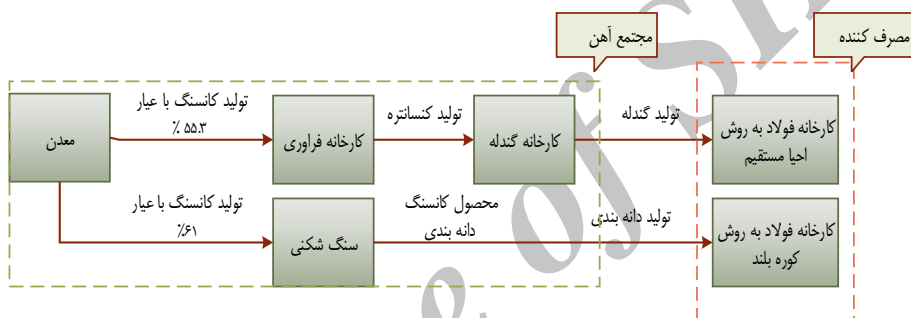 مصرف کننده
مجتمع آهن
معدن
تولید کانسنگ با عیار
٪ ۵۵.۳
کارخانه فراوری
تولید کنسانتره
کارخانه گندله
تولید گندله
کارخانه فولاد به روش
احیا مستقیم
تولید کانسنگ با عیار
٪۶۱
سنگ شکنی
محصول کانسنگ
دانه بندی
تولید دانه بندی
کارخانه فولاد به روش
کوره بلند
e of SI